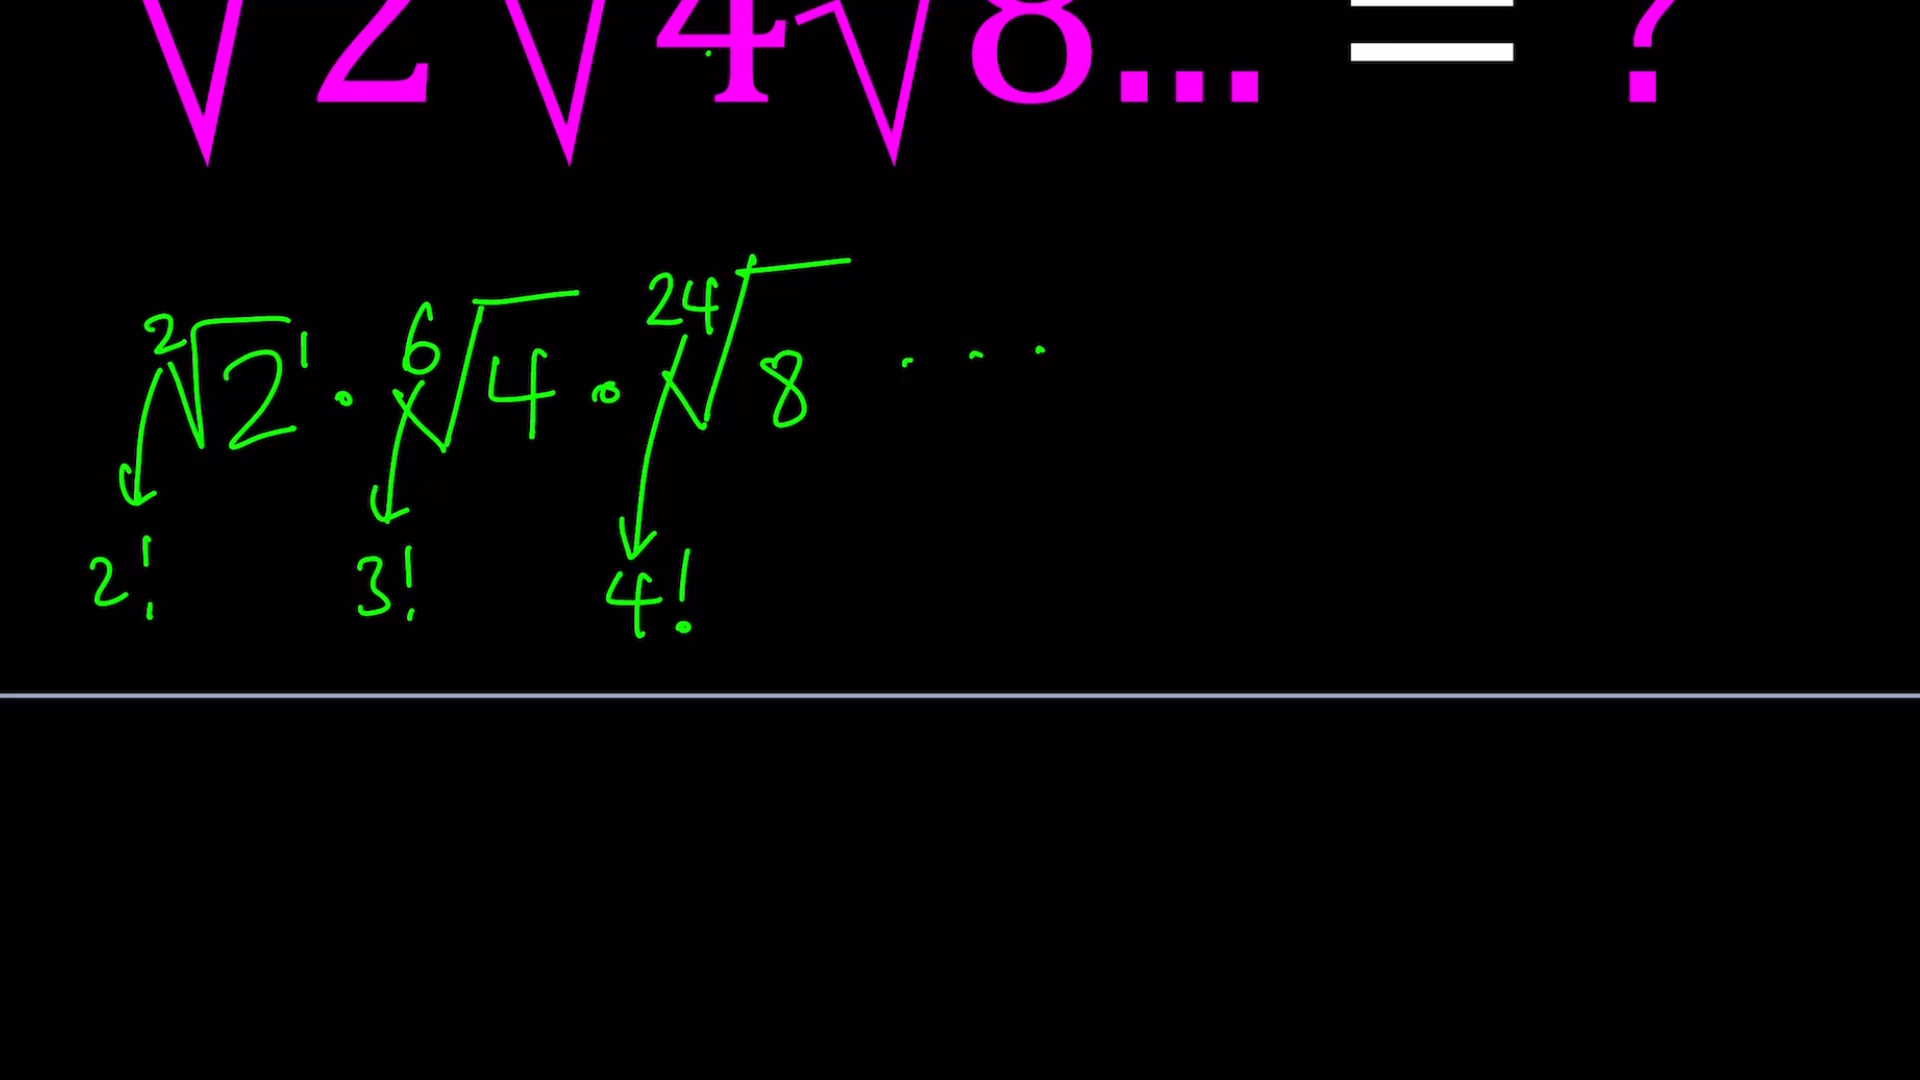 √2√4√8... = ?
²√2¹ · ⁶√4 · ²⁴√8 . . .
2! 3! 4!